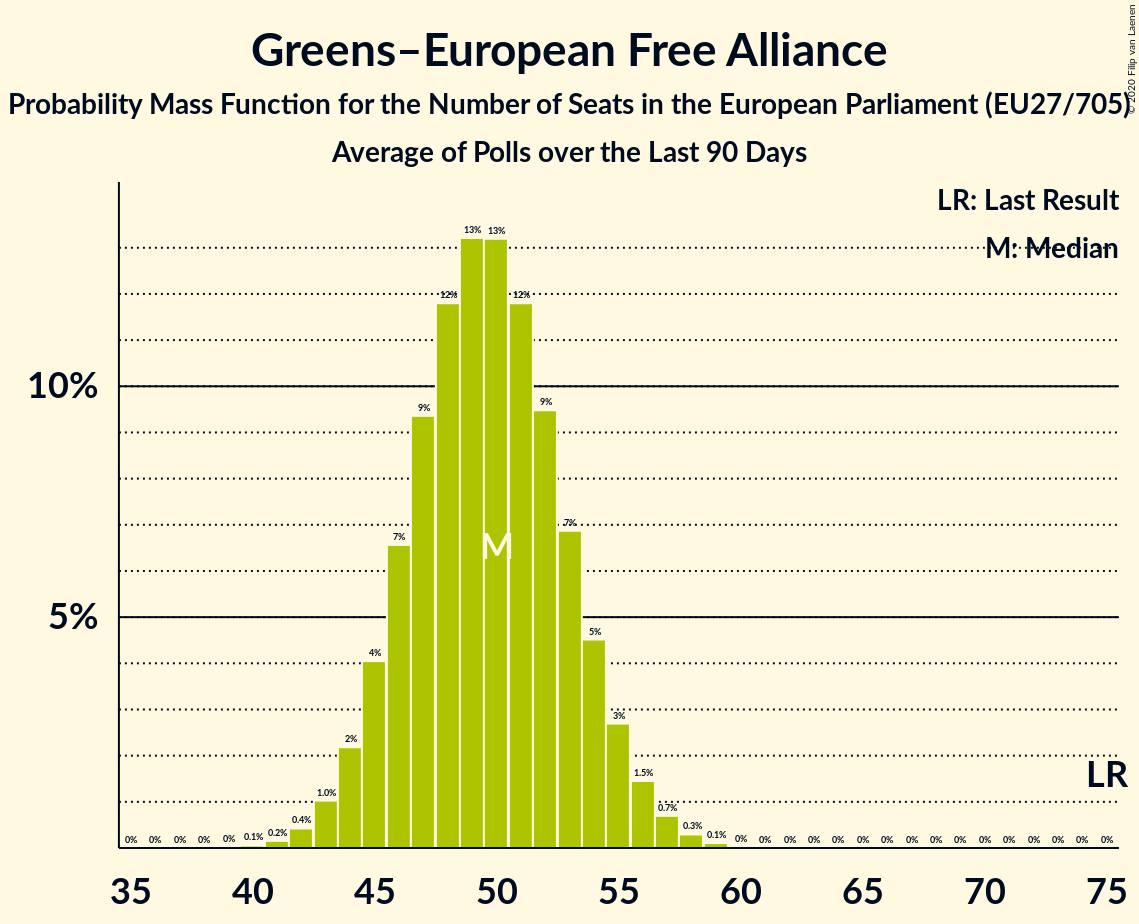 Greens–European Free Alliance
Probability Mass Function for the Number of Seats in the European Parliament (EU27/705)
© 2020 Filip van Laenen
Average of Polls over the Last 90 Days
LR: Last Result
M: Median
13% 13%
12% 12%
10%
9% 9%
7% 7%
M
5%
5%
4%
3%
2%
LR
1.5%
1.0%
0.7%
0.4% 0.3%
0% 0% 0% 0% 0% 0.1% 0.2% 0.1% 0% 0% 0% 0% 0% 0% 0% 0% 0% 0% 0% 0% 0% 0% 0% 0%
35 40 45 50 55 60 65 70 75